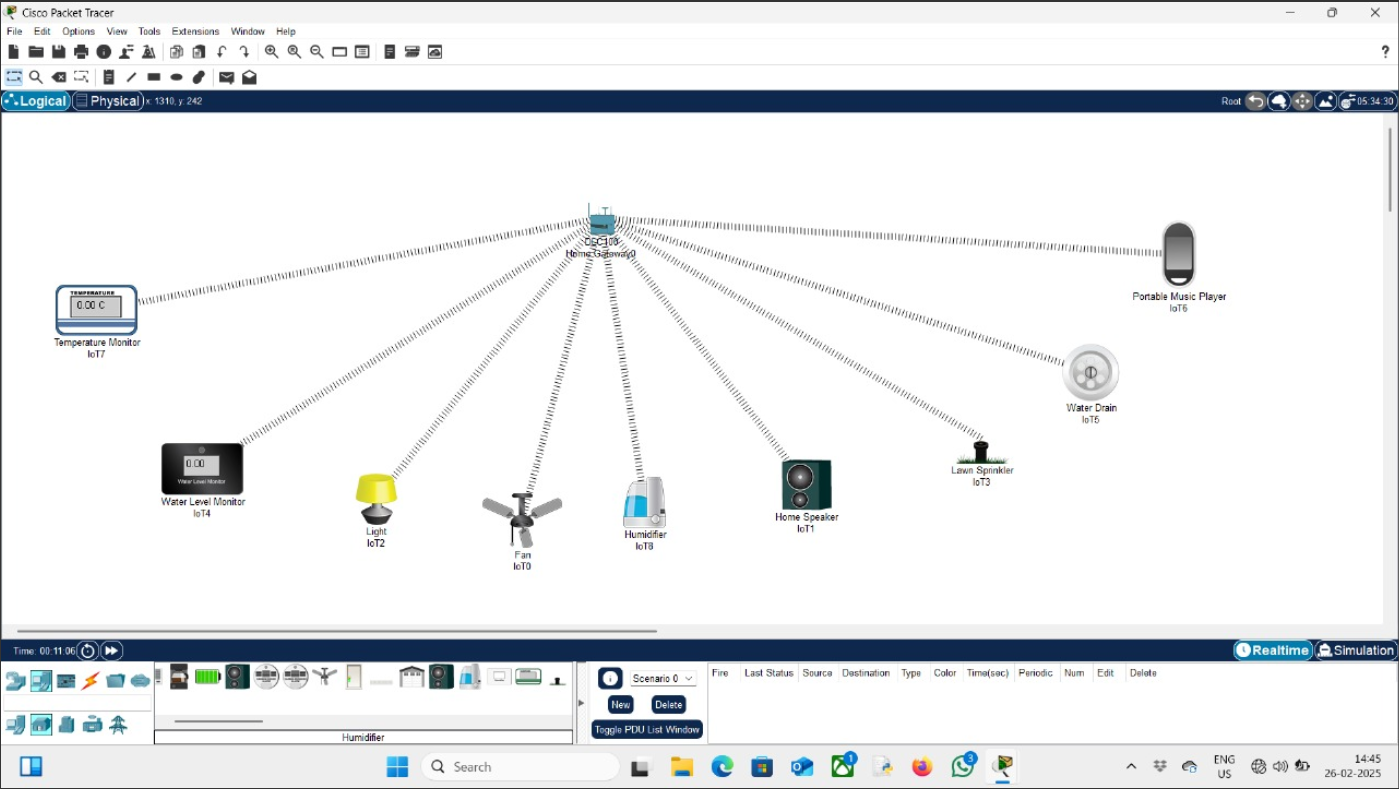 Cisco Packet Tracer
File Edit Options View Tools Extensions Window Help
?
Logical Physical x: 1310, y: 242 Root 05:34:30
DLC100
Home Gateway0
Portable Music Player
IoT6
TEMPERATURE
0.00 C
Temperature Monitor
IoT7
Water Drain
IoT5
0.00
Water Level Monitor
Water Level Monitor
IoT4
Light
IoT2
Fan
IoT0
Humidifier
IoT8
Home Speaker
IoT1
Lawn Sprinkler
IoT3
Time: 00:11:06 Realtime Simulation
Scenario 0
New Delete
Toggle PDU List Window
Fire Last Status Source Destination Type Color Time(sec) Periodic Num Edit Delete
Humidifier
Search
1
3
ENG
US
14:45
26-02-2025